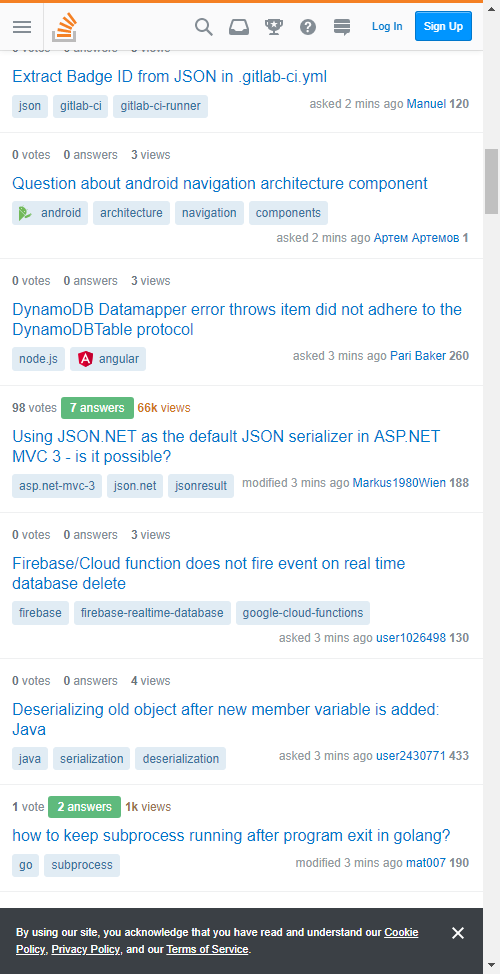 Log In Sign Up
0 votes 0 answers 3 views
Extract Badge ID from JSON in .gitlab-ci.yml
json gitlab-ci gitlab-ci-runner
asked 2 mins ago Manuel 120
0 votes 0 answers 3 views
Question about android navigation architecture component
android architecture navigation components
asked 2 mins ago Артем Артемов 1
0 votes 0 answers 3 views
DynamoDB Datamapper error throws item did not adhere to the
DynamoDBTable protocol
node.js angular
asked 3 mins ago Pari Baker 260
98 votes 7 answers 66k views
Using JSON.NET as the default JSON serializer in ASP.NET
MVC 3 - is it possible?
asp.net-mvc-3 json.net jsonresult
modified 3 mins ago Markus1980Wien 188
0 votes 0 answers 3 views
Firebase/Cloud function does not fire event on real time
database delete
firebase firebase-realtime-database google-cloud-functions
asked 3 mins ago user1026498 130
0 votes 0 answers 4 views
Deserializing old object after new member variable is added:
Java
java serialization deserialization
asked 3 mins ago user2430771 433
1 vote 2 answers 1k views
how to keep subprocess running after program exit in golang?
go subprocess
modified 3 mins ago mat007 190
By using our site, you acknowledge that you have read and understand our Cookie
Policy, Privacy Policy, and our Terms of Service.